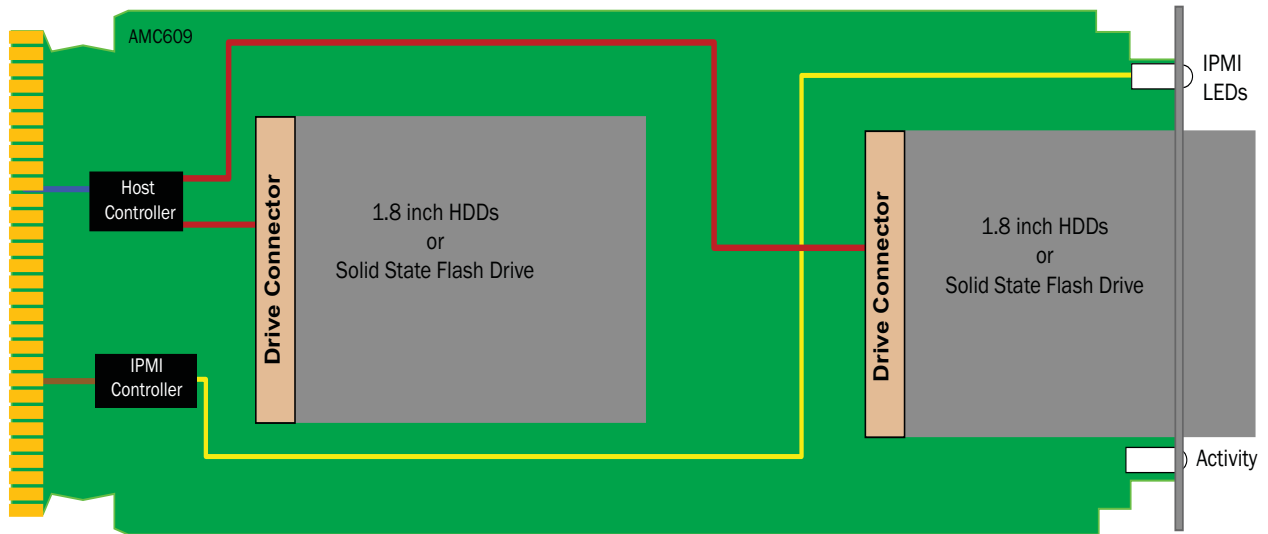 AMC609
IPMI
LEDs
Host
Controller
Drive Connector
1.8 inch HDDs
or
Solid State Flash Drive
Drive Connector
1.8 inch HDDs
or
Solid State Flash Drive
IPMI
Controller
Activity